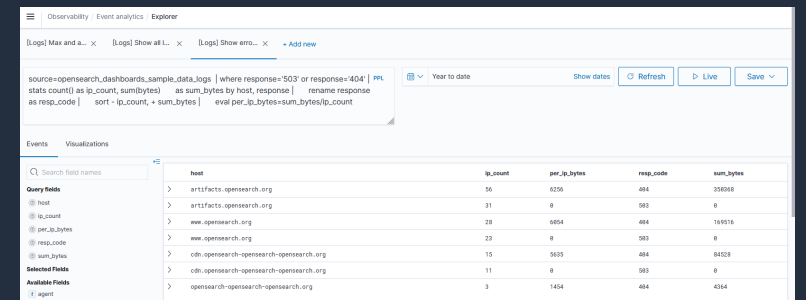 Observability / Event analytics / Explorer
[Logs] Max and a... × [Logs] Show all l... × [Logs] Show erro... × + Add new
source=opensearch_dashboards_sample_data_logs | where response='503' or response='404' | PPL
stats count() as ip_count, sum(bytes) as sum_bytes by host, response | rename response
as resp_code | sort - ip_count, + sum_bytes | eval per_ip_bytes=sum_bytes/ip_count
Year to date Show dates Refresh Live Save
Events Visualizations
Search field names
Query fields
host
ip_count
per_ip_bytes
resp_code
sum_bytes
Selected Fields
Available Fields
t agent
host ip_count per_ip_bytes resp_code sum_bytes
artifacts.opensearch.org 56 6256 404 350368
artifacts.opensearch.org 31 0 503 0
www.opensearch.org 28 6054 404 169516
www.opensearch.org 23 0 503 0
cdn.opensearch-opensearch-opensearch.org 15 5635 404 84528
cdn.opensearch-opensearch-opensearch.org 11 0 503 0
opensearch-opensearch-opensearch.org 3 1454 404 4364